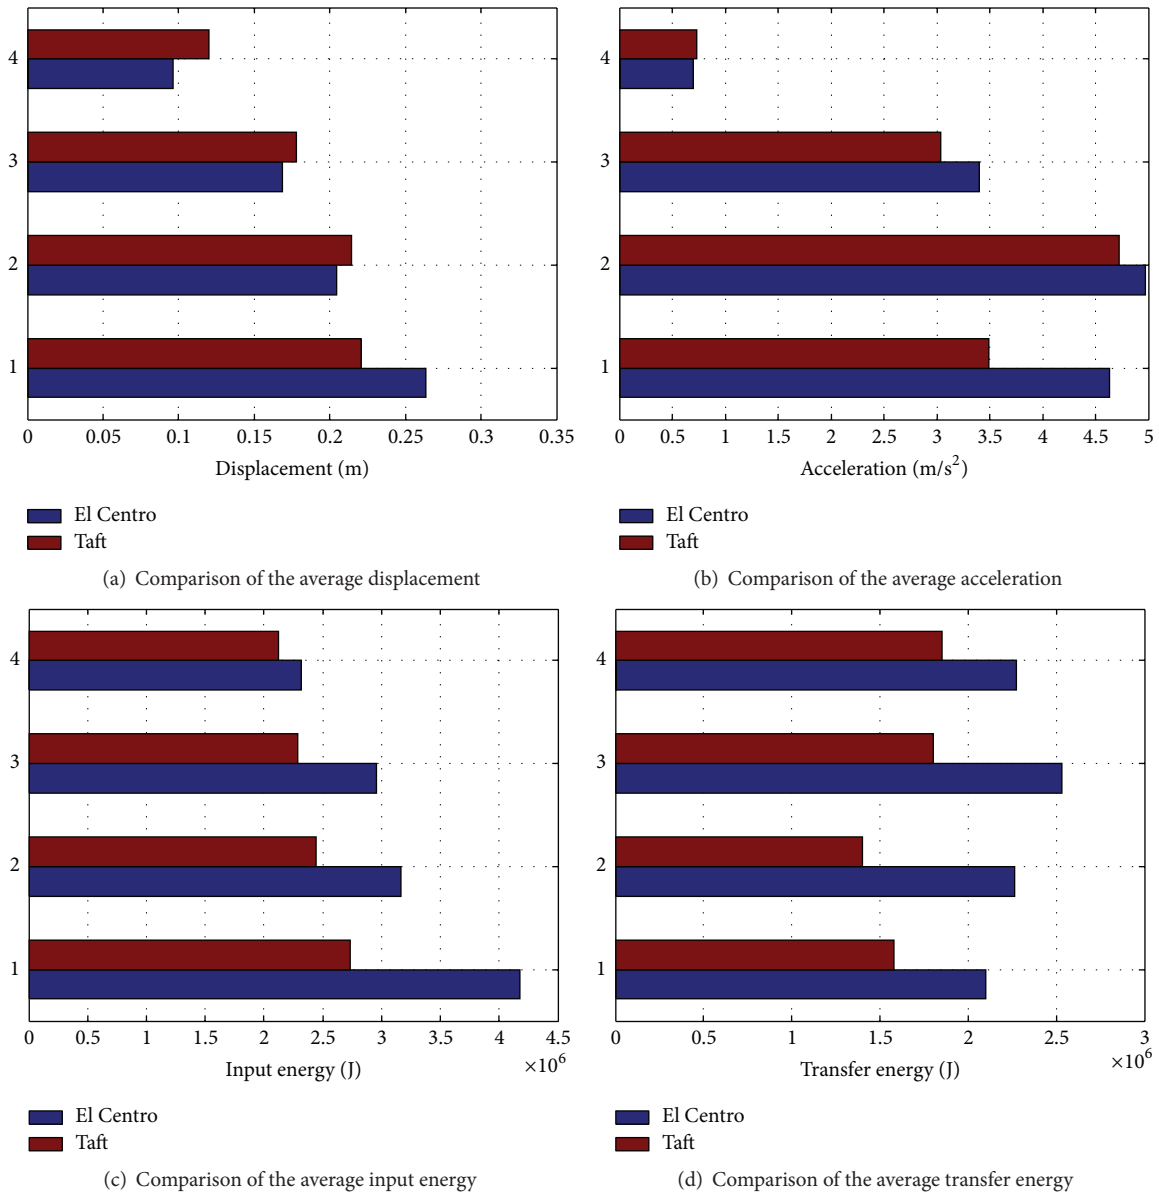 4
3
2
1
0 0.05 0.1 0.15 0.2 0.25 0.3 0.35
Displacement (m)
El Centro
Taft
(a) Comparison of the average displacement
4
3
2
1
0 0.5 1 1.5 2 2.5 3 3.5 4 4.5 5
Acceleration (m/s²)
El Centro
Taft
(b) Comparison of the average acceleration
4
3
2
1
0 0.5 1 1.5 2 2.5 3 3.5 4 4.5
×10⁶
Input energy (J)
El Centro
Taft
(c) Comparison of the average input energy
4
3
2
1
0 0.5 1 1.5 2 2.5 3
×10⁶
Transfer energy (J)
El Centro
Taft
(d) Comparison of the average transfer energy